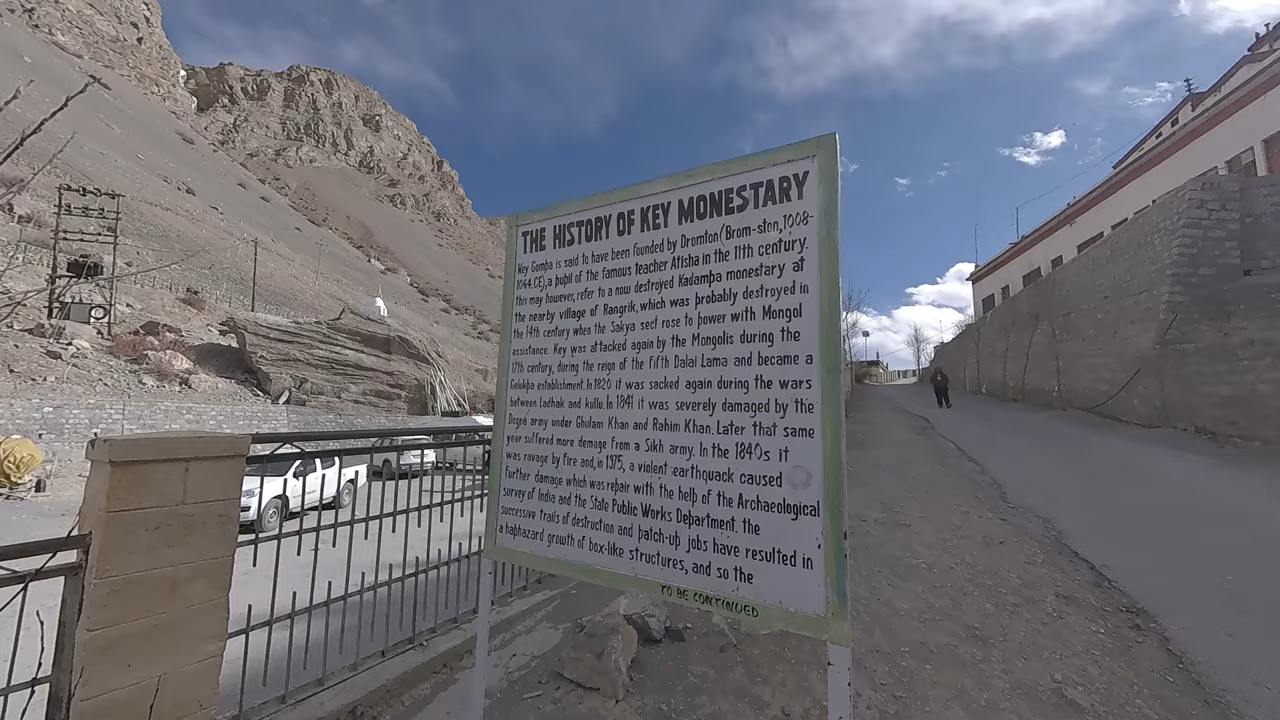 THE HISTORY OF KEY MONESTARY
Key Gompa is said to have been founded by Dromton (Brom-ston, 1008-
1064.CE), a pupil of the famous teacher Atisha in the 11th century.
this may however, refer to a now destroyed Kadampa monestary at
the nearby village of Rangrik, which was probably destroyed in
the 14th century when the Sakya sect rose to power with Mongol
assistance. Key was attacked again by the Mongolis during the
17th century, during the reign of the Fifth Dalai Lama and became a
Gelukpa establishment. In 1820 it was sacked again during the wars
between Ladhak and kullu. In 1841 it was severely damaged by the
Dogra army under Ghulam Khan and Rahim Khan. Later that same
year suffered more damage from a Sikh army. In the 1840s it
was ravage by fire and, in 1975, a violent earthquack caused
further damage which was repair with the help of the Archaeological
survey of India and the State Public Works Department. the
successive trails of destruction and patch-up jobs have resulted in
a haphazard growth of box-like structures, and so the
TO BE CONTINUED